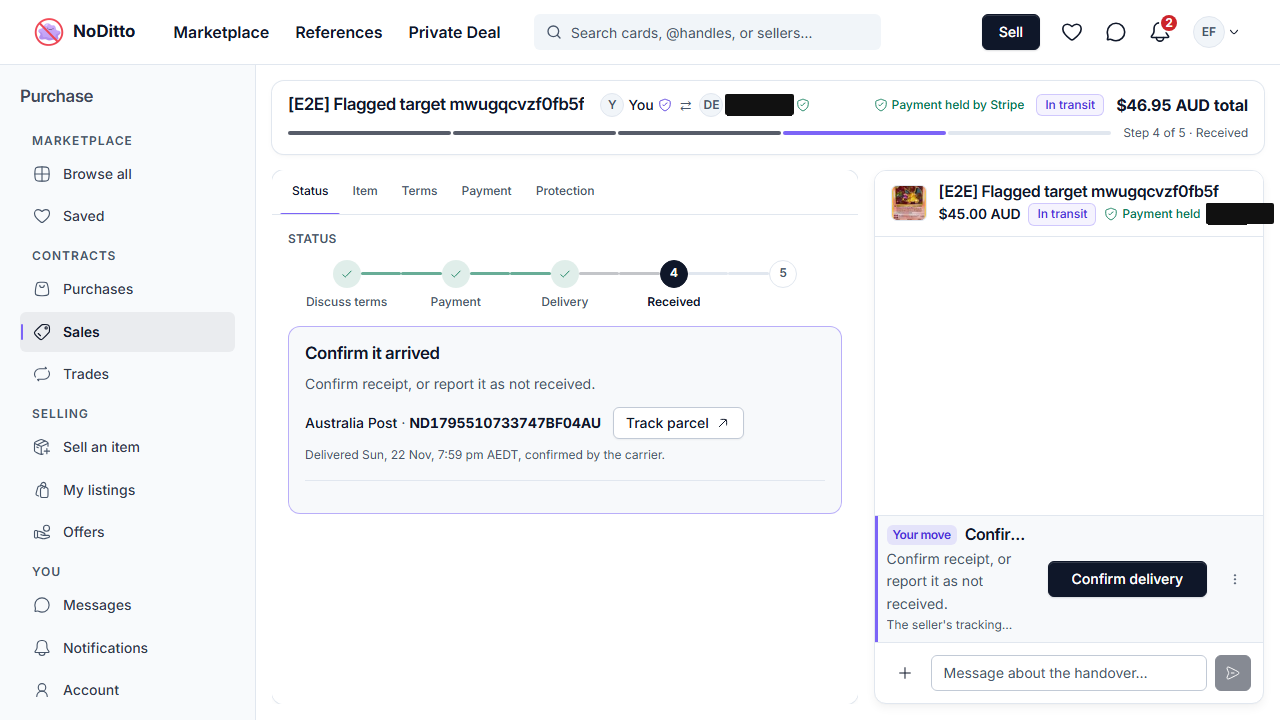 NoDitto
Marketplace References Private Deal
Search cards, @handles, or sellers...
Sell
2
EF
Purchase
MARKETPLACE
Browse all
Saved
CONTRACTS
Purchases
Sales
Trades
SELLING
Sell an item
My listings
Offers
YOU
Messages
Notifications
Account
[E2E] Flagged target mwugqcvzf0fb5f
Y You DE
Payment held by Stripe In transit $46.95 AUD total
Step 4 of 5 · Received
Status Item Terms Payment Protection
STATUS
4 5
Discuss terms Payment Delivery Received
Confirm it arrived
Confirm receipt, or report it as not received.
Australia Post · ND1795510733747BF04AU Track parcel
Delivered Sun, 22 Nov, 7:59 pm AEDT, confirmed by the carrier.
[E2E] Flagged target mwugqcvzf0fb5f
$45.00 AUD In transit Payment held
Your move Confir...
Confirm receipt, or
report it as not
received.
The seller's tracking...
Confirm delivery
Message about the handover...